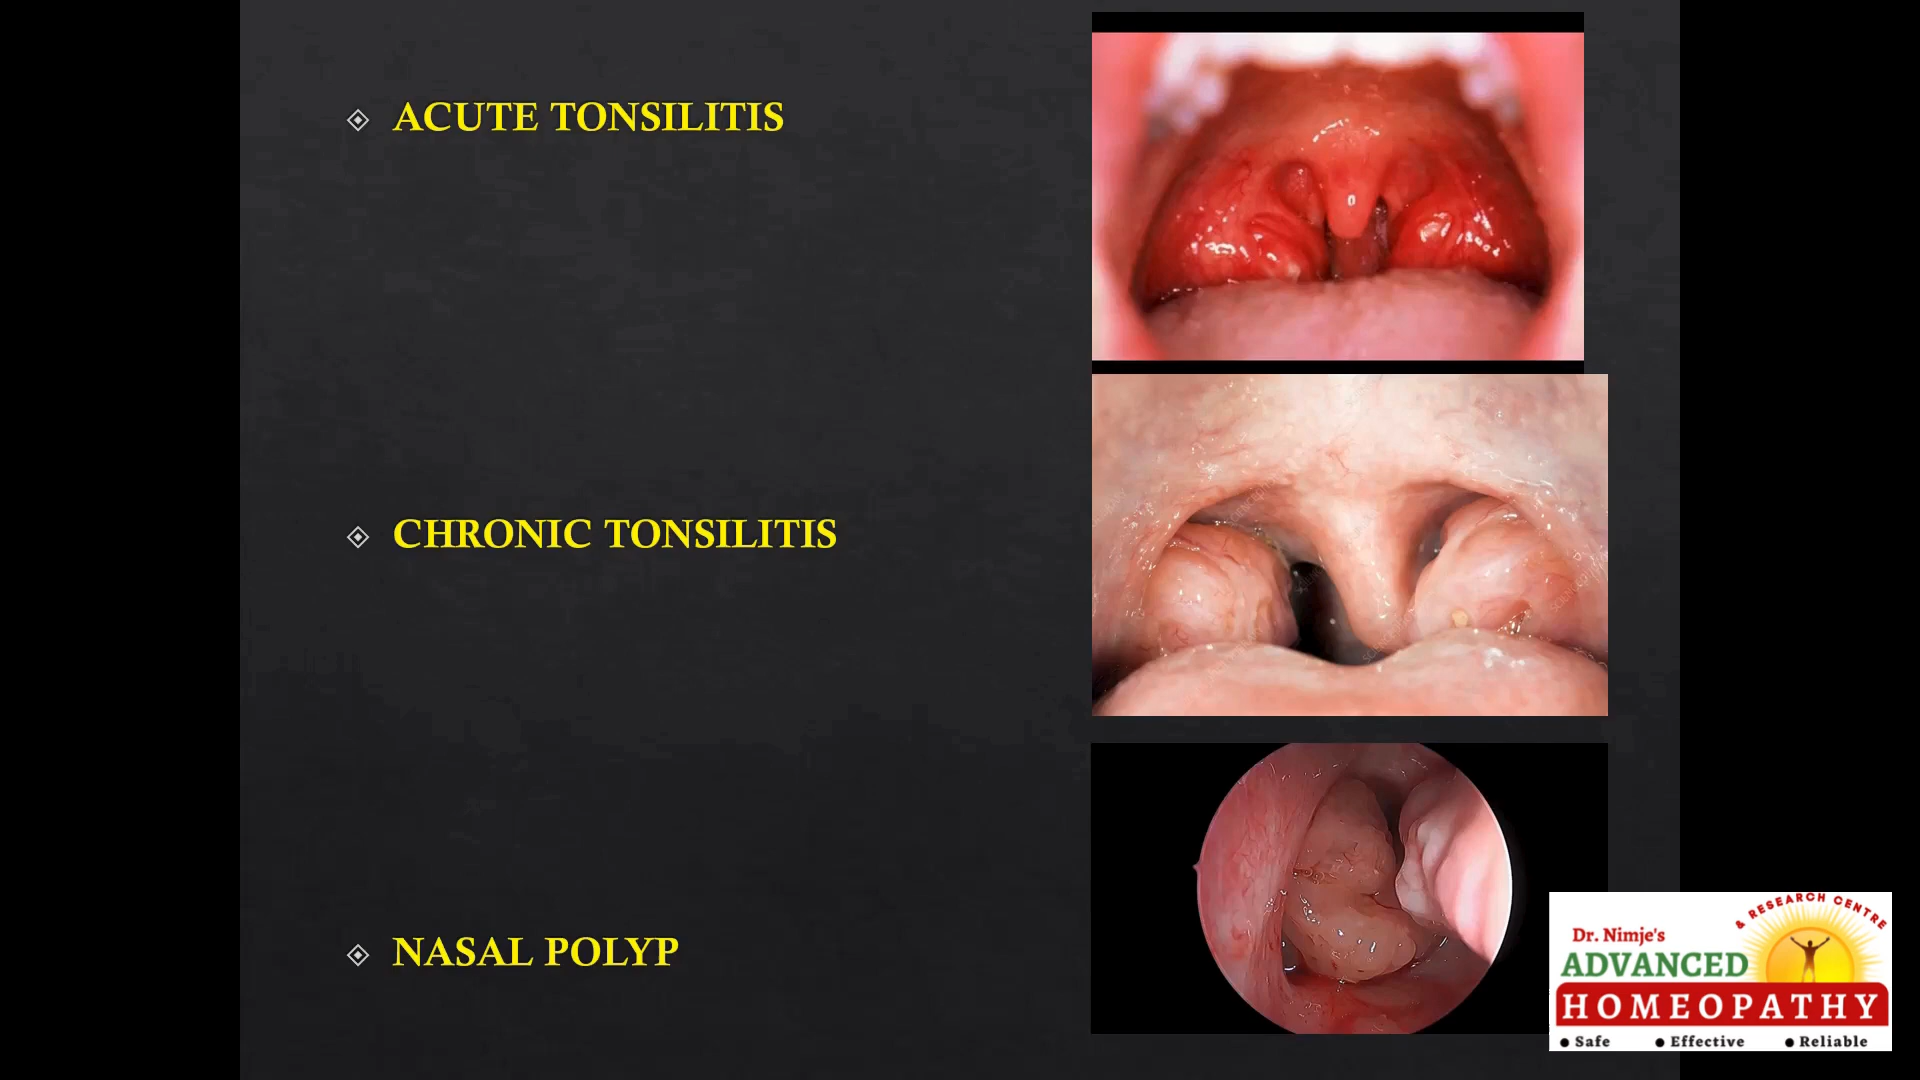 ACUTE TONSILITIS
CHRONIC TONSILITIS
NASAL POLYP
& RESEARCH CENTRE
Dr. Nimje's
ADVANCED
HOMEOPATHY
● Safe ● Effective ● Reliable